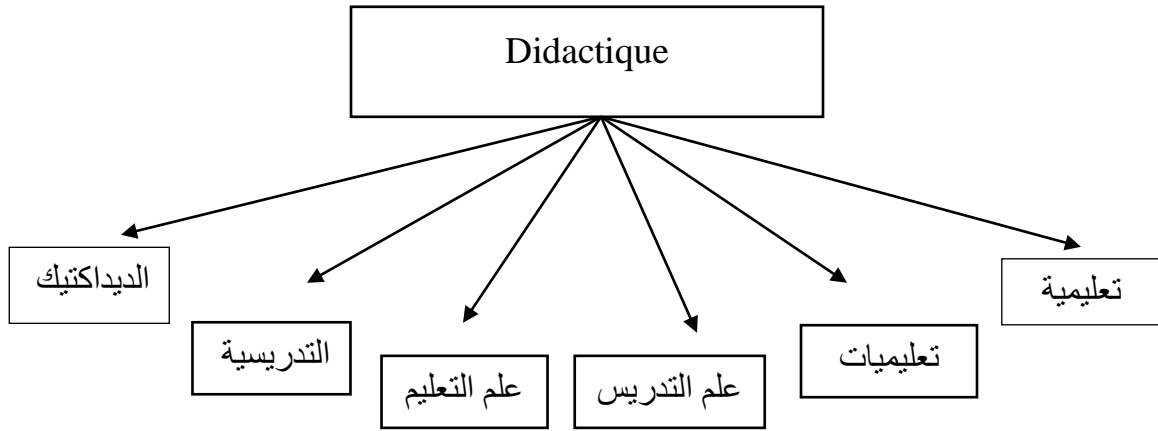 Didactique
تعليمية
تعليميات
علم التدريس
علم التعليم
التدريسية
الديداكتيك